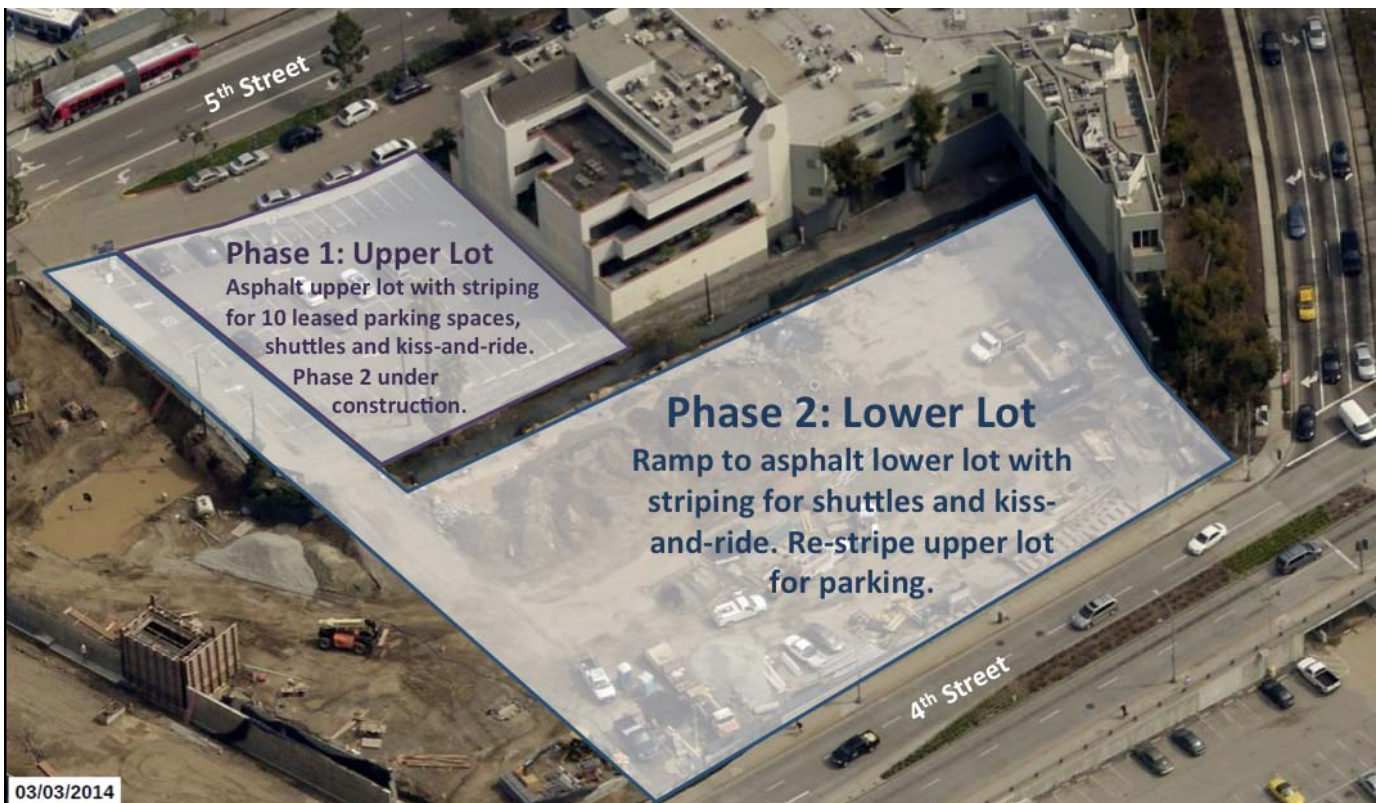 5th Street
Phase 1: Upper Lot
Asphalt upper lot with striping
for 10 leased parking spaces,
shuttles and kiss-and-ride.
Phase 2 under
construction.
Phase 2: Lower Lot
Ramp to asphalt lower lot with
striping for shuttles and kiss-
and-ride. Re-stripe upper lot
for parking.
4th Street
03/03/2014